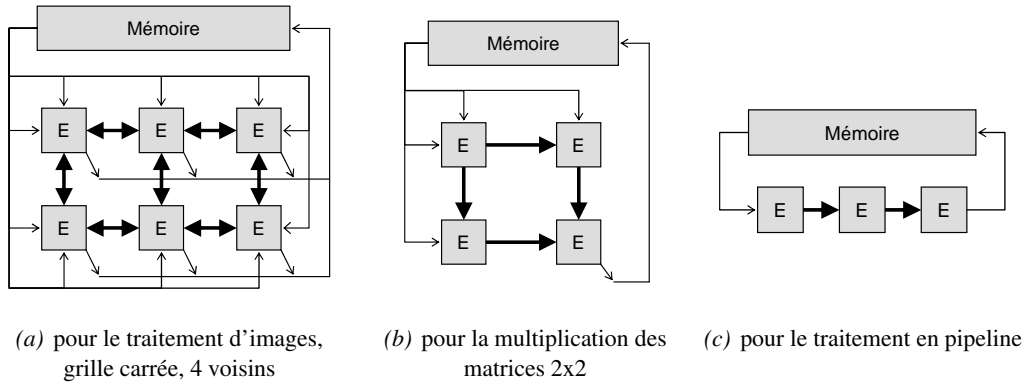 Mémoire
E E E
E E E
Mémoire
E E
E E
Mémoire
E E E
(a) pour le traitement d'images,
grille carrée, 4 voisins
(b) pour la multiplication des
matrices 2x2
(c) pour le traitement en pipeline